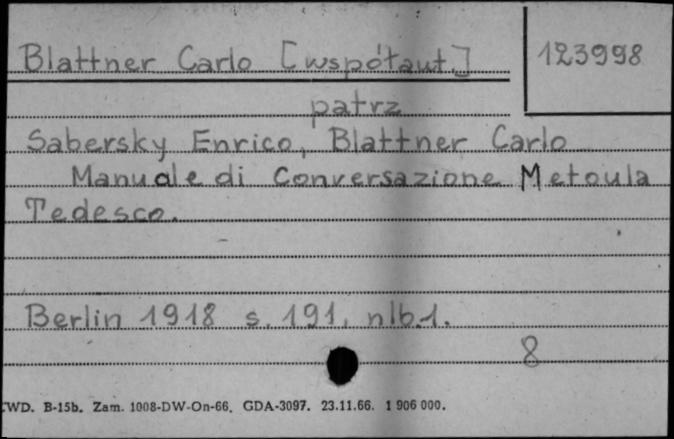 Blattner Carlo [współaut.]
123998
patrz
Sabersky Enrico, Blattner Carlo
Manuale di Conversazione Metoula
Tedesco.
Berlin 1918 s. 191, nlb.1.
8
CWD. B-15b. Zam. 1008-DW-On-66. GDA-3097. 23.11.66. 1 906 000.